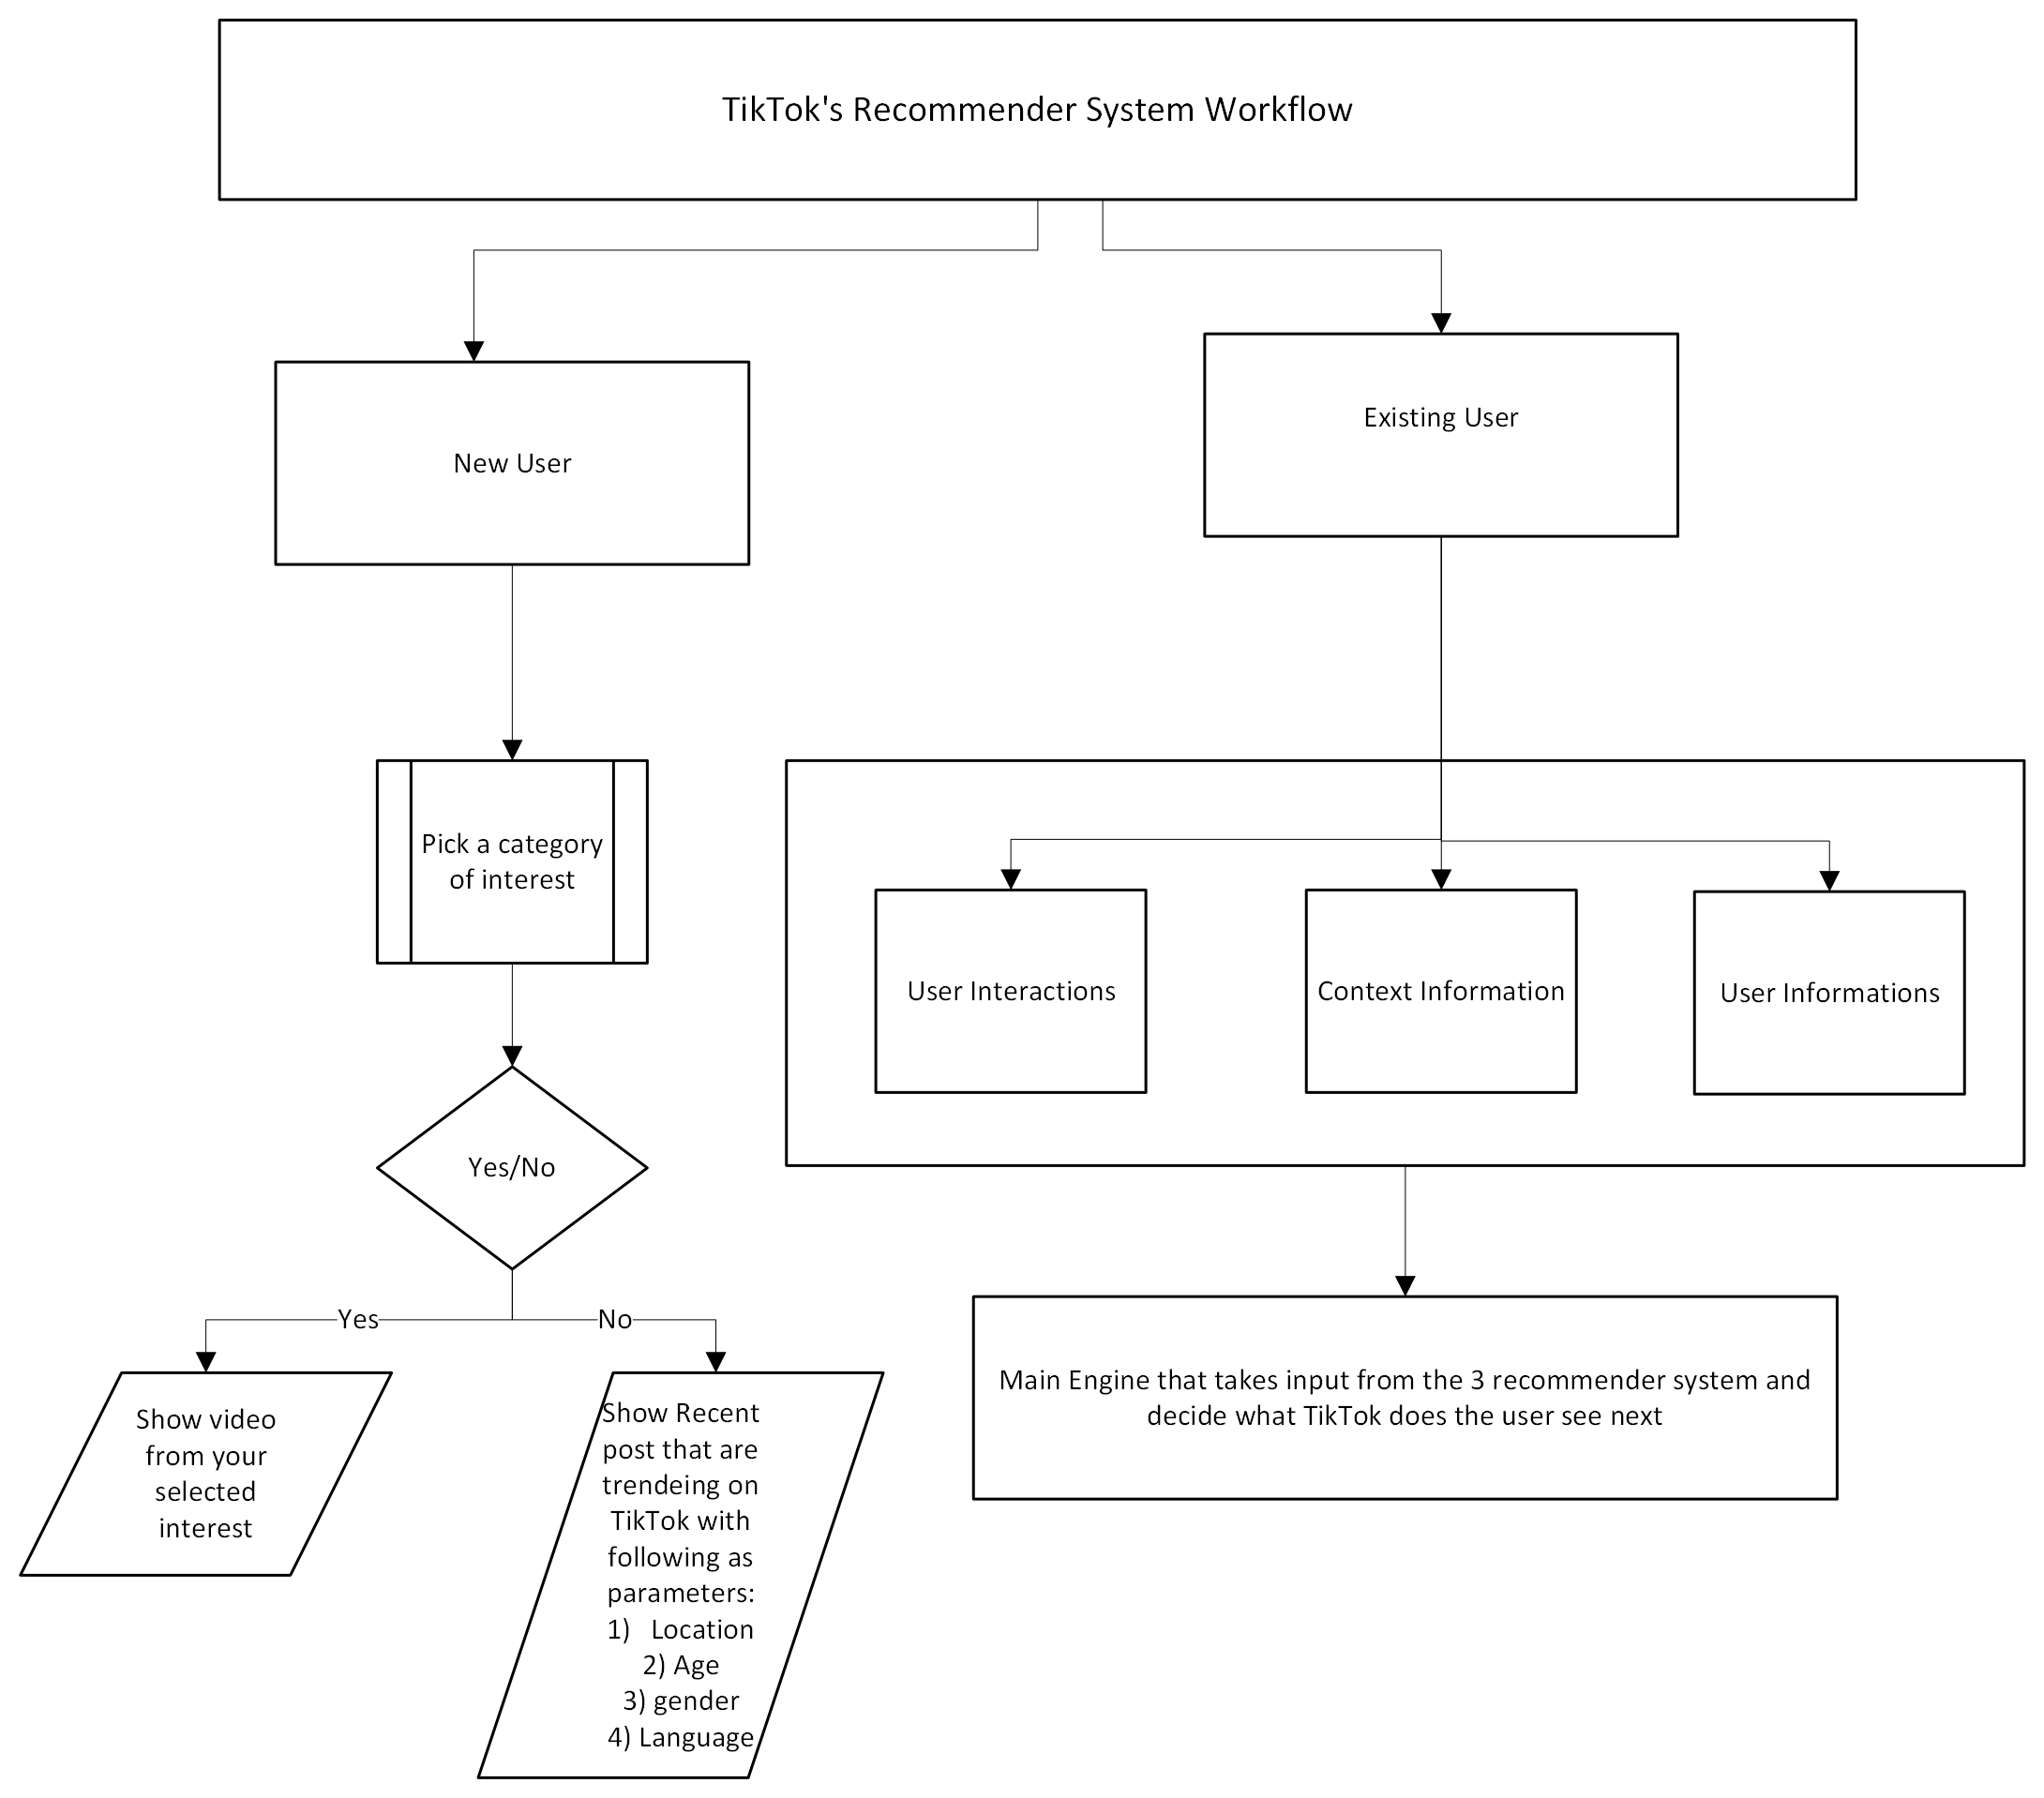 TikTok's Recommender System Workflow
New User
Existing User
Pick a category
of interest
User Interactions
Context Information
User Informations
Yes/No
Yes
No
Show video
from your
selected
interest
Show Recent
post that are
trendeing on
TikTok with
following as
parameters:
1) Location
2) Age
3) gender
4) Language
Main Engine that takes input from the 3 recommender system and
decide what TikTok does the user see next